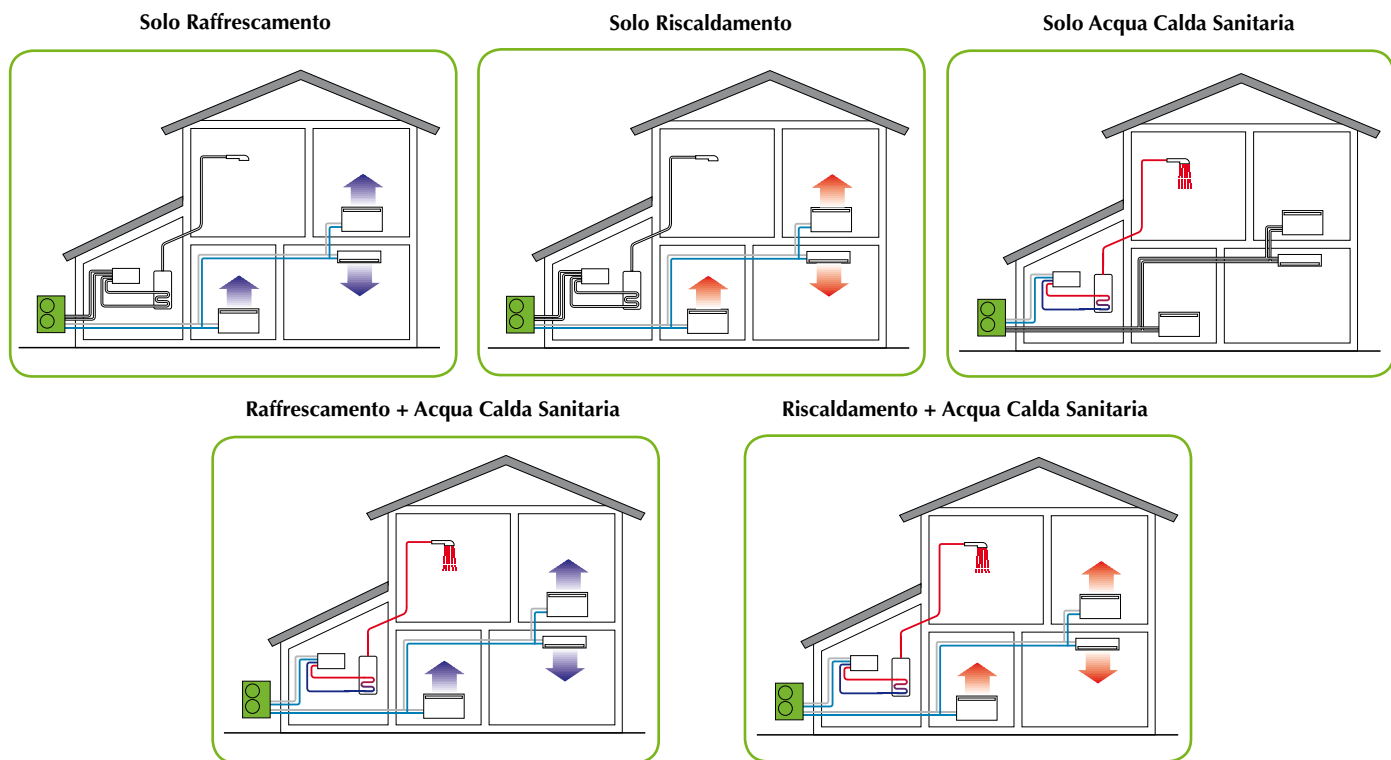 Solo Raffrescamento
Solo Riscaldamento
Solo Acqua Calda Sanitaria
Raffrescamento + Acqua Calda Sanitaria
Riscaldamento + Acqua Calda Sanitaria